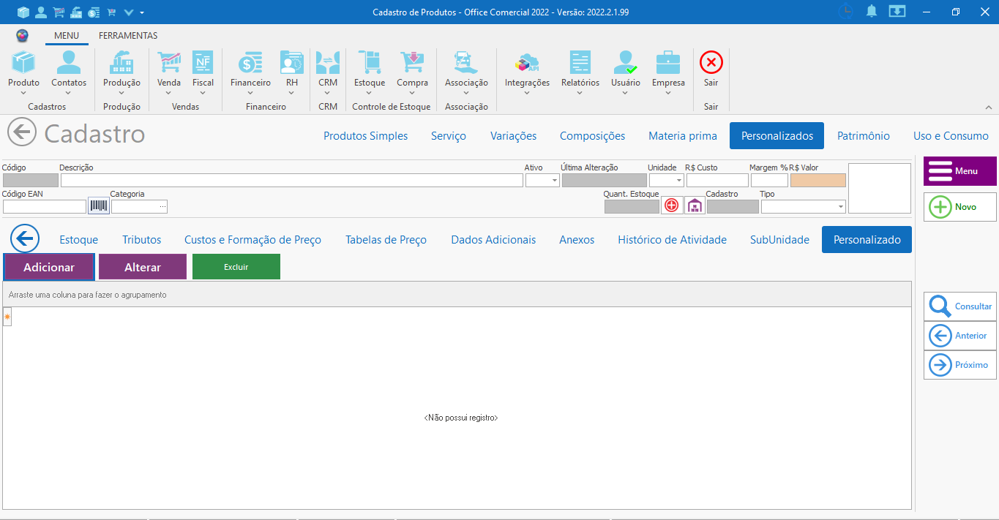 Cadastro de Produtos - Office Comercial 2022 - Versão: 2022.2.1.99
MENU FERRAMENTAS
Produto Contatos Produção Venda Fiscal Financeiro RH CRM Estoque Compra Associação Integrações Relatórios Usuário Empresa Sair
Cadastros Produção Vendas Financeiro CRM Controle de Estoque Associação Sair
Cadastro
Produtos Simples Serviço Variações Composições Materia prima Personalizados Patrimônio Uso e Consumo
Código Descrição Ativo Última Alteração Unidade R$ Custo Margem % R$ Valor
Menu
Código EAN Categoria Quant. Estoque Cadastro Tipo
...
Novo
Estoque Tributos Custos e Formação de Preço Tabelas de Preço Dados Adicionais Anexos Histórico de Atividade SubUnidade Personalizado
Adicionar Alterar Excluir
Arraste uma coluna para fazer o agrupamento
Consultar
Anterior
Próximo
<Não possui registro>